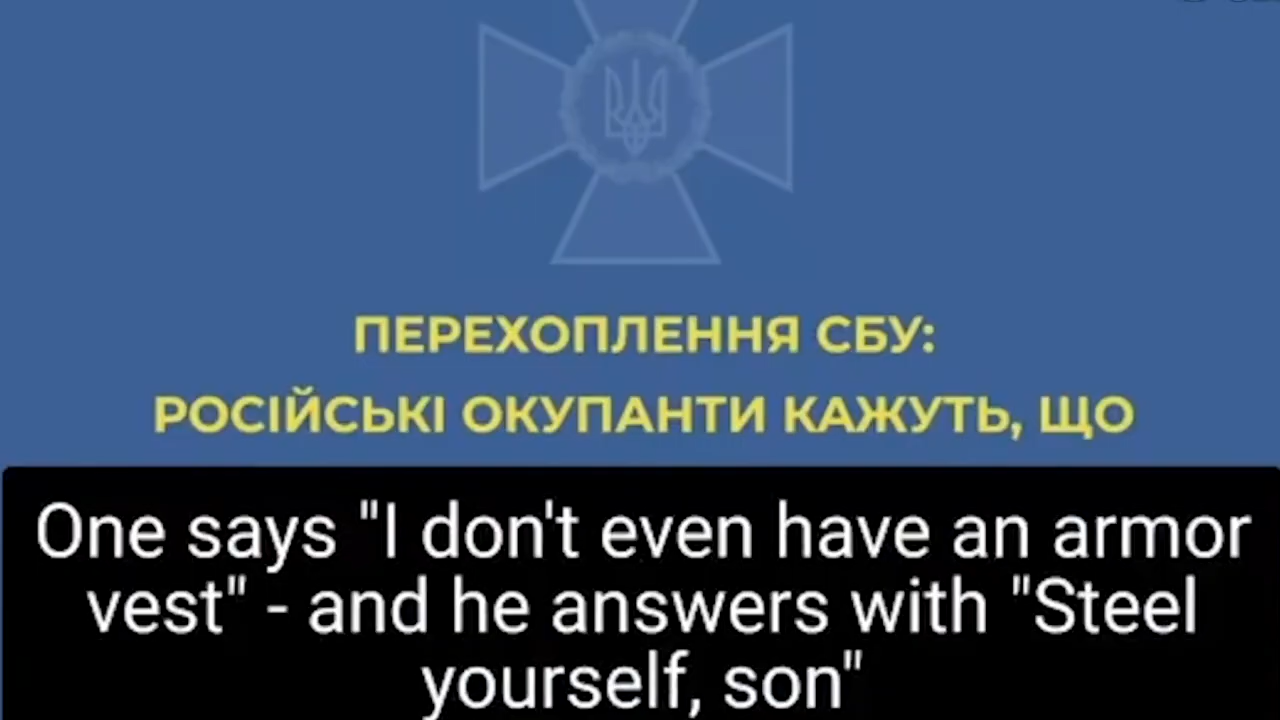 ПЕРЕХОПЛЕННЯ СБУ:
РОСІЙСЬКІ ОКУПАНТИ КАЖУТЬ, ЩО
One says "I don't even have an armor
vest" - and he answers with "Steel
yourself, son"